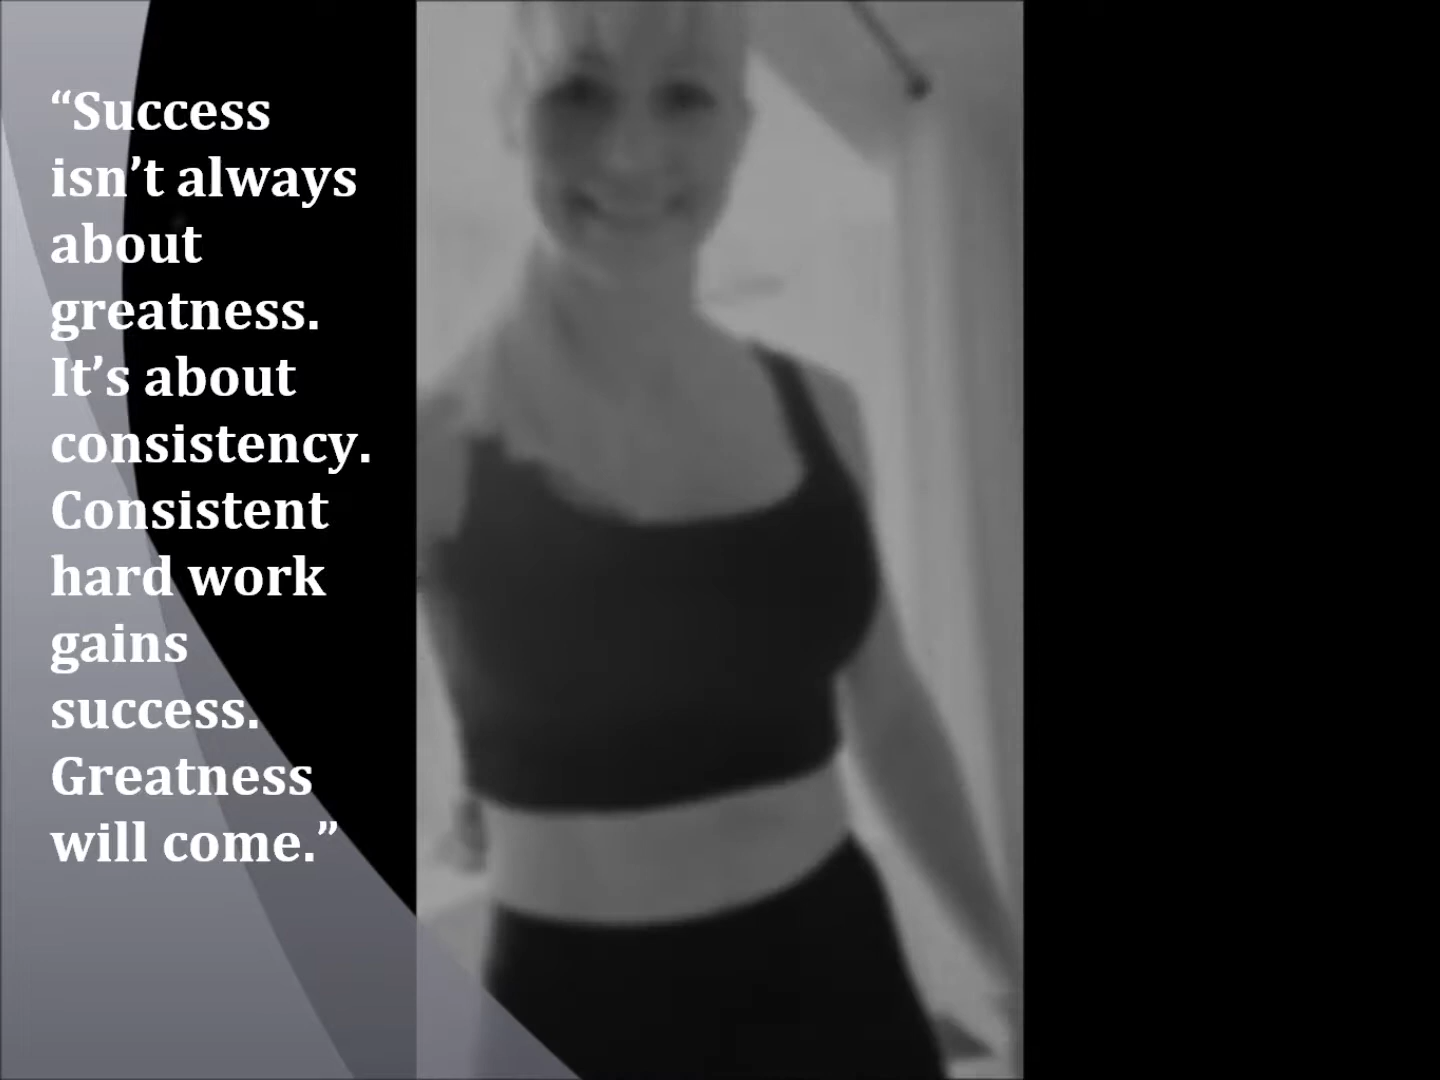 “Success
isn’t always
about
greatness.
It’s about
consistency.
Consistent
hard work
gains
success.
Greatness
will come.”